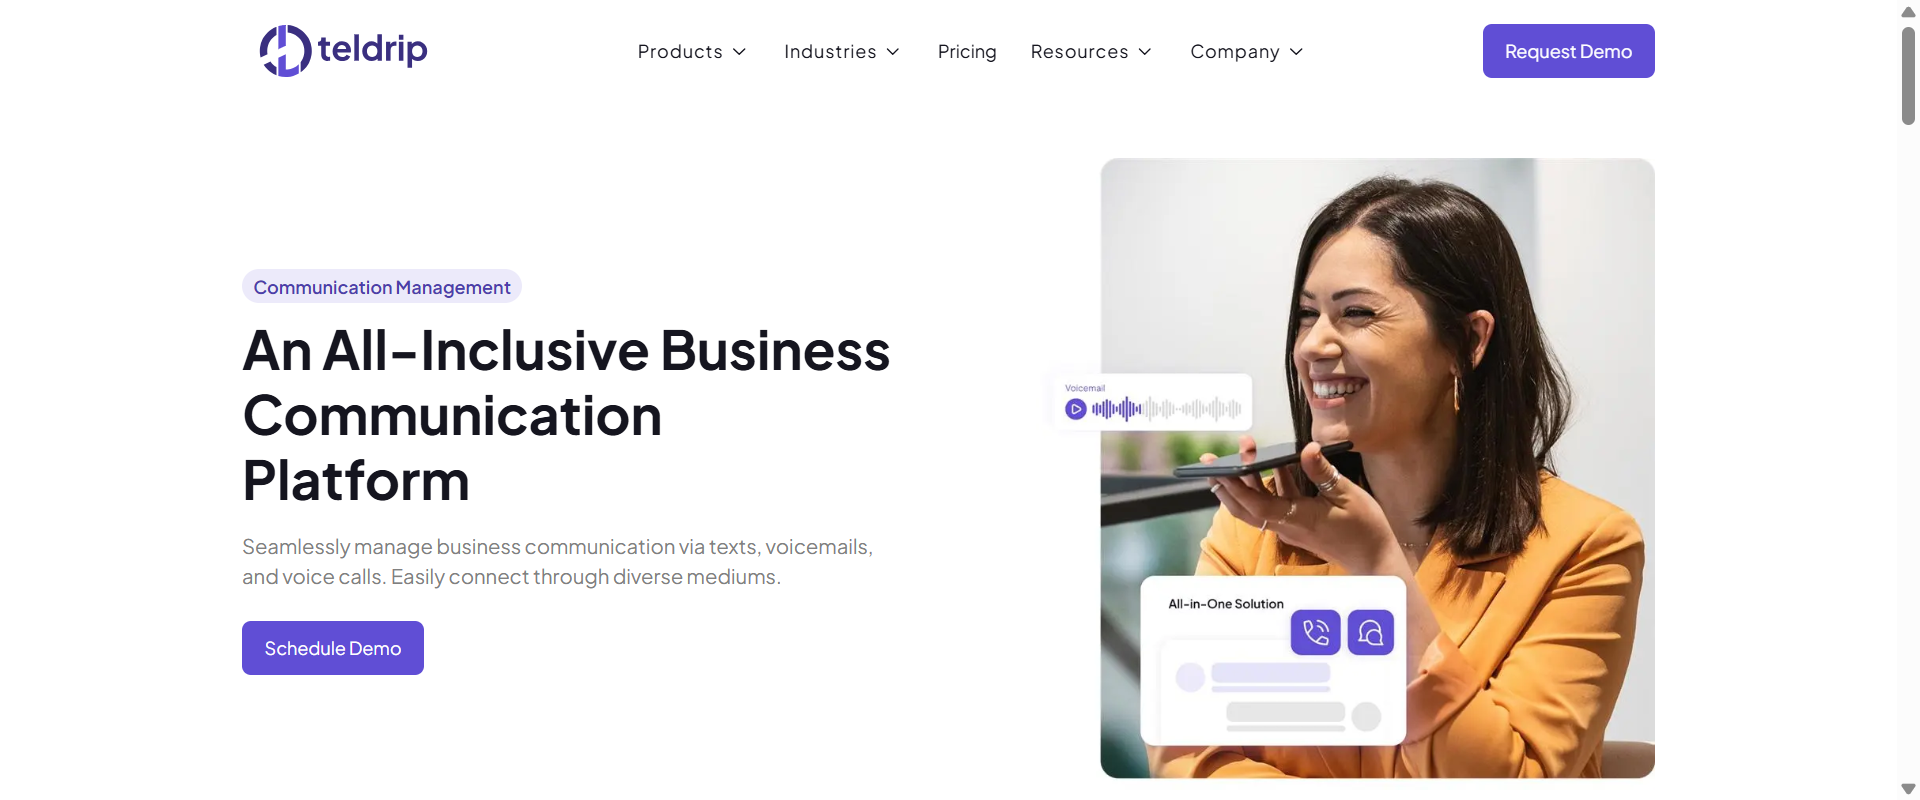 teldrip
Products
Industries
Pricing
Resources
Company
Request Demo
Communication Management
An All-Inclusive Business
Communication
Platform
Seamlessly manage business communication via texts, voicemails,
and voice calls. Easily connect through diverse mediums.
Schedule Demo
Voicemail
All-in-One Solution